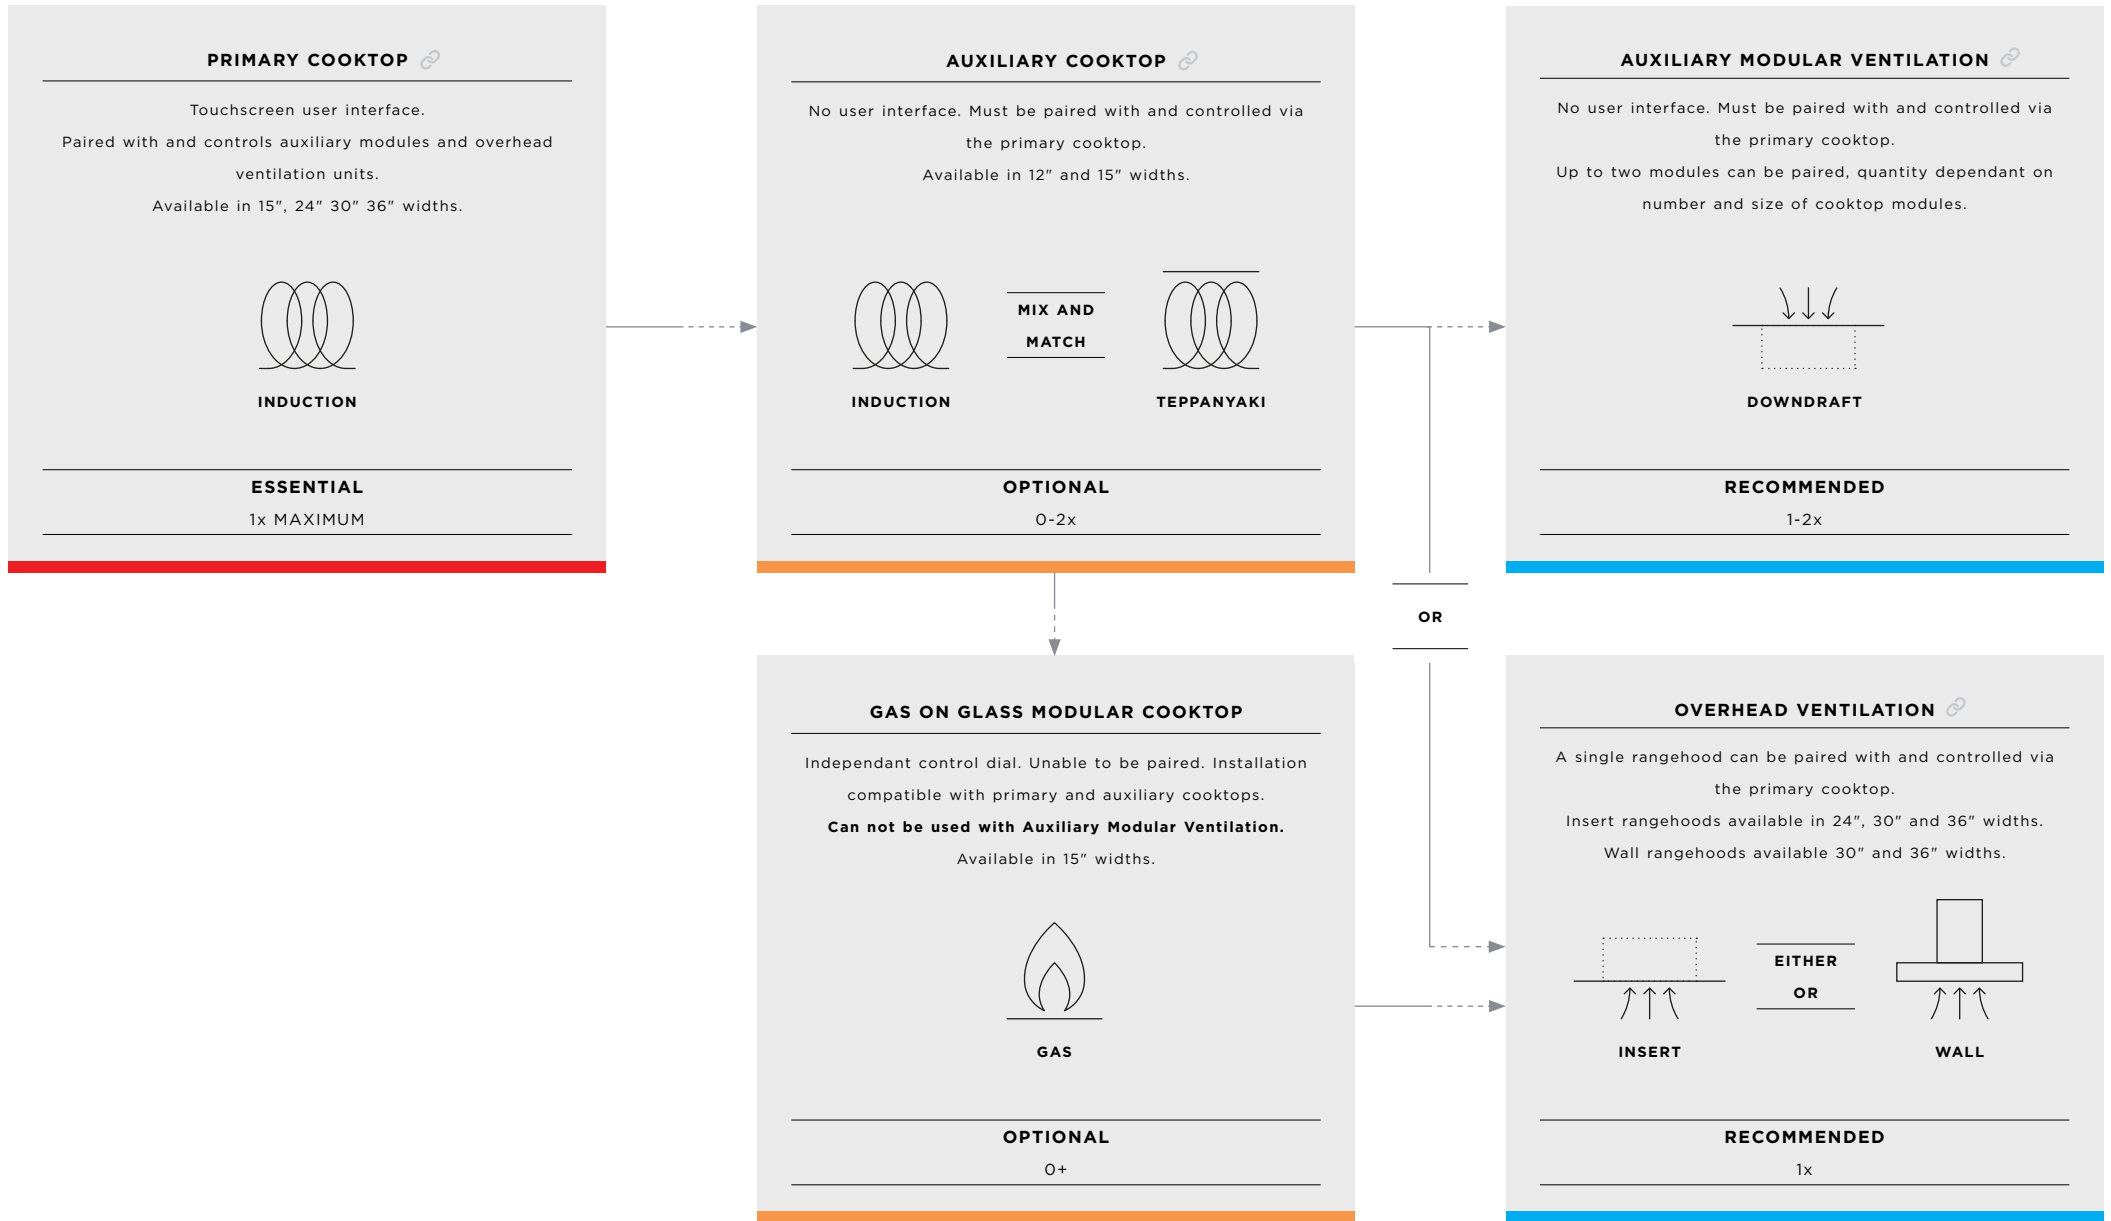 PRIMARY COOKTOP
Touchscreen user interface.
Paired with and controls auxiliary modules and overhead
ventilation units.
Available in 15", 24" 30" 36" widths.
INDUCTION
ESSENTIAL
1x MAXIMUM
AUXILIARY COOKTOP
No user interface. Must be paired with and controlled via
the primary cooktop.
Available in 12" and 15" widths.
INDUCTION
MIX AND
MATCH
TEPPANYAKI
OPTIONAL
0-2x
AUXILIARY MODULAR VENTILATION
No user interface. Must be paired with and controlled via
the primary cooktop.
Up to two modules can be paired, quantity dependant on
number and size of cooktop modules.
DOWNDRAFT
RECOMMENDED
1-2x
OR
GAS ON GLASS MODULAR COOKTOP
Independant control dial. Unable to be paired. Installation
compatible with primary and auxiliary cooktops.
Can not be used with Auxiliary Modular Ventilation.
Available in 15" widths.
GAS
OPTIONAL
0+
OVERHEAD VENTILATION
A single rangehood can be paired with and controlled via
the primary cooktop.
Insert rangehoods available in 24", 30" and 36" widths.
Wall rangehoods available 30" and 36" widths.
INSERT
EITHER
OR
WALL
RECOMMENDED
1x